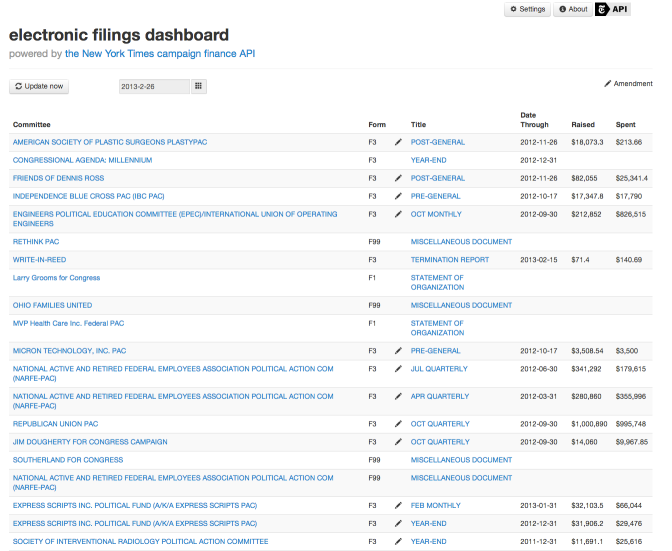 Settings About API
electronic filings dashboard
powered by the New York Times campaign finance API
Update now 2013-2-26 Amendment
Committee Form Title Date Through Raised Spent
AMERICAN SOCIETY OF PLASTIC SURGEONS PLASTYPAC F3 POST-GENERAL 2012-11-26 $18,073.3 $213.66
CONGRESSIONAL AGENDA: MILLENNIUM F3 YEAR-END 2012-12-31
FRIENDS OF DENNIS ROSS F3 POST-GENERAL 2012-11-26 $82,055 $25,341.4
INDEPENDENCE BLUE CROSS PAC (IBC PAC) F3 PRE-GENERAL 2012-10-17 $17,347.8 $17,790
ENGINEERS POLITICAL EDUCATION COMMITTEE (EPEC)/INTERNATIONAL UNION OF OPERATING F3 OCT MONTHLY 2012-09-30 $212,852 $826,515
ENGINEERS
RETHINK PAC F99 MISCELLANEOUS DOCUMENT
WRITE-IN-REED F3 TERMINATION REPORT 2013-02-15 $71.4 $140.69
Larry Grooms for Congress F1 STATEMENT OF
ORGANIZATION
OHIO FAMILIES UNITED F99 MISCELLANEOUS DOCUMENT
MVP Health Care Inc. Federal PAC F1 STATEMENT OF
ORGANIZATION
MICRON TECHNOLOGY, INC. PAC F3 PRE-GENERAL 2012-10-17 $3,508.54 $3,500
NATIONAL ACTIVE AND RETIRED FEDERAL EMPLOYEES ASSOCIATION POLITICAL ACTION COM F3 JUL QUARTERLY 2012-06-30 $341,292 $179,615
(NARFE-PAC)
NATIONAL ACTIVE AND RETIRED FEDERAL EMPLOYEES ASSOCIATION POLITICAL ACTION COM F3 APR QUARTERLY 2012-03-31 $280,860 $355,996
(NARFE-PAC)
REPUBLICAN UNION PAC F3 OCT QUARTERLY 2012-09-30 $1,000,890 $995,748
JIM DOUGHERTY FOR CONGRESS CAMPAIGN F3 OCT QUARTERLY 2012-09-30 $14,060 $9,967.85
SOUTHERLAND FOR CONGRESS F99 MISCELLANEOUS DOCUMENT
NATIONAL ACTIVE AND RETIRED FEDERAL EMPLOYEES ASSOCIATION POLITICAL ACTION COM F99 MISCELLANEOUS DOCUMENT
(NARFE-PAC)
EXPRESS SCRIPTS INC. POLITICAL FUND (A/K/A EXPRESS SCRIPTS PAC) F3 FEB MONTHLY 2013-01-31 $32,103.5 $66,044
EXPRESS SCRIPTS INC. POLITICAL FUND (A/K/A EXPRESS SCRIPTS PAC) F3 YEAR-END 2012-12-31 $31,906.2 $29,476
SOCIETY OF INTERVENTIONAL RADIOLOGY POLITICAL ACTION COMMITTEE F3 YEAR-END 2011-12-31 $11,691.1 $25,616